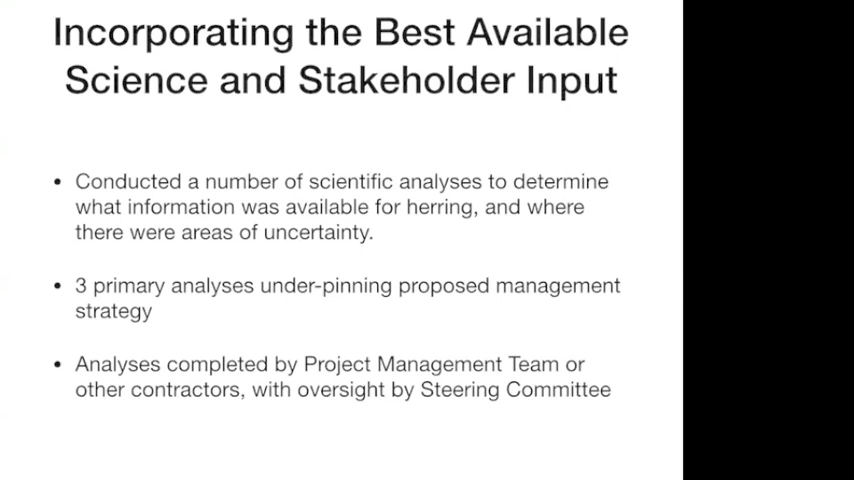 Incorporating the Best Available
Science and Stakeholder Input
• Conducted a number of scientific analyses to determine
what information was available for herring, and where
there were areas of uncertainty.
• 3 primary analyses under-pinning proposed management
strategy
• Analyses completed by Project Management Team or
other contractors, with oversight by Steering Committee